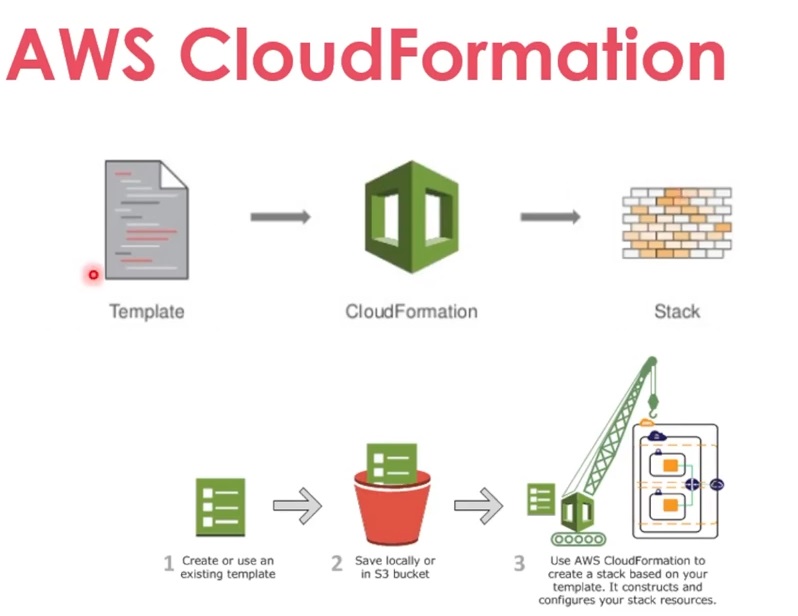 AWS CloudFormation
Template
CloudFormation
Stack
1 Create or use an
existing template
2 Save locally or
in S3 bucket
3 Use AWS CloudFormation to
create a stack based on your
template. It constructs and
configures your stack resources.